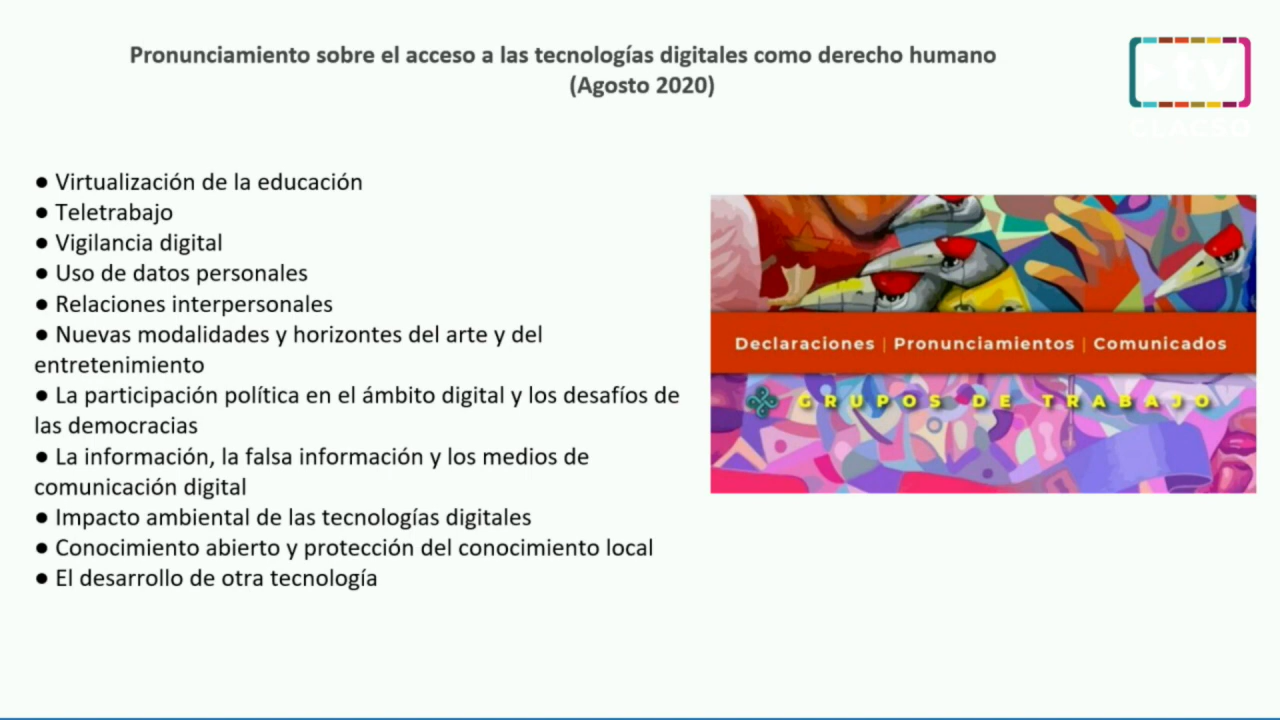 Pronunciamiento sobre el acceso a las tecnologías digitales como derecho humano
(Agosto 2020)
tv
CLACSO
● Virtualización de la educación
● Teletrabajo
● Vigilancia digital
● Uso de datos personales
● Relaciones interpersonales
● Nuevas modalidades y horizontes del arte y del
entretenimiento
● La participación política en el ámbito digital y los desafíos de
las democracias
● La información, la falsa información y los medios de
comunicación digital
● Impacto ambiental de las tecnologías digitales
● Conocimiento abierto y protección del conocimiento local
● El desarrollo de otra tecnología
Declaraciones | Pronunciamientos | Comunicados
GRUPOS DE TRABAJO